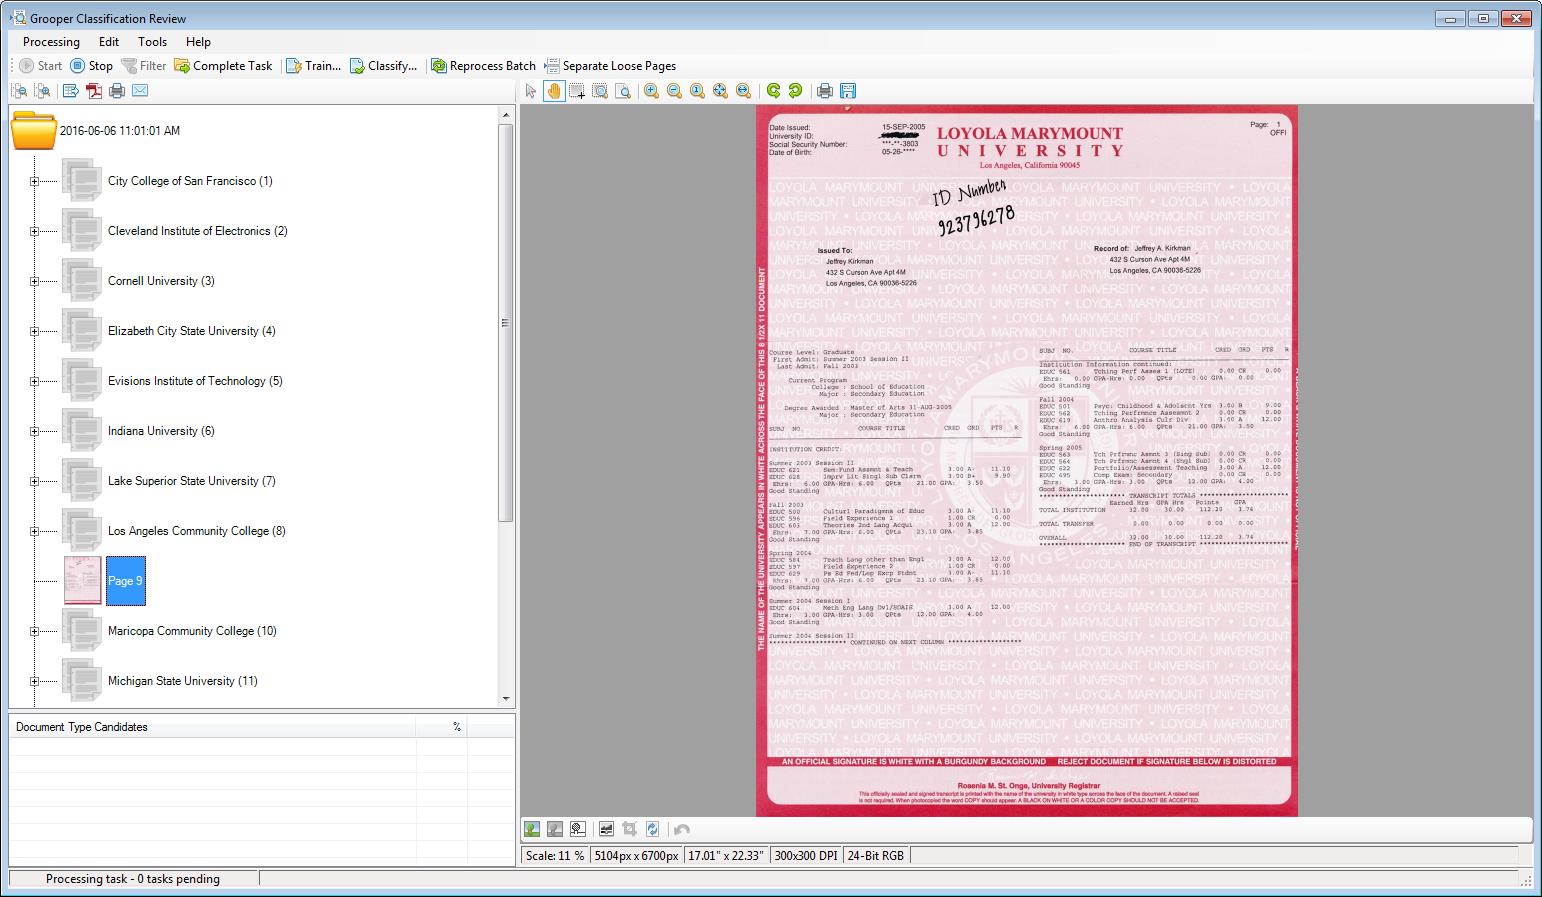 Grooper Classification Review
Processing Edit Tools Help
Start Stop Filter Complete Task Train... Classify... Reprocess Batch Separate Loose Pages
2016-06-06 11:01:01 AM
City College of San Francisco (1)
Cleveland Institute of Electronics (2)
Cornell University (3)
Elizabeth City State University (4)
Evisions Institute of Technology (5)
Indiana University (6)
Lake Superior State University (7)
Los Angeles Community College (8)
Page 9
Maricopa Community College (10)
Michigan State University (11)
Document Type Candidates %
Processing task - 0 tasks pending
Date Issued: 15-SEP-2005
University ID:
Social Security Number: ***-**-3803
Date of Birth: 05-26-****
LOYOLA MARYMOUNT
UNIVERSITY
Los Angeles, California 90045
Page: 1
OFFI
ID Number
923796278
Issued To:
Jeffrey Kirkman
432 S Curson Ave Apt 4M
Los Angeles, CA 90036-5226
Record of: Jeffrey A. Kirkman
432 S Curson Ave Apt 4M
Los Angeles, CA 90036-5226
THE NAME OF THE UNIVERSITY APPEARS IN WHITE ACROSS THE FACE OF THIS 8 1/2X 11 DOCUMENT
Course Level: Graduate
First Admit: Summer 2003 Session II
Last Admit: Fall 2003
Current Program
College : School of Education
Major : Secondary Education
Degree Awarded : Master of Arts 31-AUG-2005
Major : Secondary Education
SUBJ NO. COURSE TITLE CRED GRD PTS R
INSTITUTION CREDIT:
Summer 2003 Session II
EDUC 621 Sem:Fund Assmnt & Teach 3.00 A- 11.10
EDUC 628 Imprv Lit Singl Sub Clsrm 3.00 B+ 9.90
Ehrs: 6.00 GPA-Hrs: 6.00 QPts 21.00 GPA: 3.50
Good Standing
Fall 2003
EDUC 500 Culturl Paradigms of Educ 3.00 A- 11.10
EDUC 596 Field Experience 1 1.00 CR 0.00
EDUC 603 Theories 2nd Lang Acqui 3.00 A 12.00
Ehrs: 7.00 GPA-Hrs: 6.00 QPts 23.10 GPA: 3.85
Good Standing
Spring 2004
EDUC 584 Teach Lang other than Engl 3.00 A 12.00
EDUC 597 Field Experience 2 1.00 CR 0.00
EDUC 629 Ps Ed Fed/Lep Excp Stdnt 3.00 A- 11.10
Ehrs: 7.00 GPA-Hrs: 6.00 QPts 23.10 GPA: 3.85
Good Standing
Summer 2004 Session I
EDUC 604 Meth Eng Lang Dvl/SDAIE 3.00 A 12.00
Ehrs: 3.00 GPA-Hrs: 3.00 QPts 12.00 GPA: 4.00
Good Standing
Summer 2004 Session II
******************** CONTINUED ON NEXT COLUMN ********************
SUBJ NO. COURSE TITLE CRED GRD PTS R
Institution Information continued:
EDUC 561 Tching Perf Assess 1 (LOTE) 0.00 CR 0.00
Ehrs: 0.00 GPA-Hrs: 0.00 QPts 0.00 GPA: 0.00
Good Standing
Fall 2004
EDUC 501 Psyc: Childhood & Adolscnt Yrs 3.00 B 9.00
EDUC 562 Tching Perfrmnce Assessmnt 2 0.00 CR 0.00
EDUC 619 Anthro Analysis Cultr Div 3.00 A 12.00
Ehrs: 6.00 GPA-Hrs: 6.00 QPts 21.00 GPA: 3.50
Good Standing
Spring 2005
EDUC 563 Tch Prfrmnc Assmnt 3 (Sing Sub) 0.00 CR 0.00
EDUC 564 Tch Prfrmnc Asmnt 4 (Sngl Sub) 0.00 CR 0.00
EDUC 622 Portfolio/Assessment Teaching 3.00 A 12.00
EDUC 695 Comp Exam: Secondary 0.00 CR 0.00
Ehrs: 3.00 GPA-Hrs: 3.00 QPts 12.00 GPA: 4.00
Good Standing
******************** TRANSCRIPT TOTALS ********************
Earned Hrs GPA Hrs Points GPA
TOTAL INSTITUTION 32.00 30.00 112.20 3.74
TOTAL TRANSFER 0.00 0.00 0.00 0.00
OVERALL 32.00 30.00 112.20 3.74
******************** END OF TRANSCRIPT ********************
AN OFFICIAL SIGNATURE IS WHITE WITH A BURGUNDY BACKGROUND REJECT DOCUMENT IF SIGNATURE BELOW IS DISTORTED
Rosenia M. St. Onge, University Registrar
This officially sealed and signed transcript is printed with the name of the university in white type across the face of the document. A raised seal
is not required. When photocopied the word COPY should appear. A BLACK ON WHITE OR A COLOR COPY SHOULD NOT BE ACCEPTED.
Scale: 11 % 5104px x 6700px 17.01" x 22.33" 300x300 DPI 24-Bit RGB